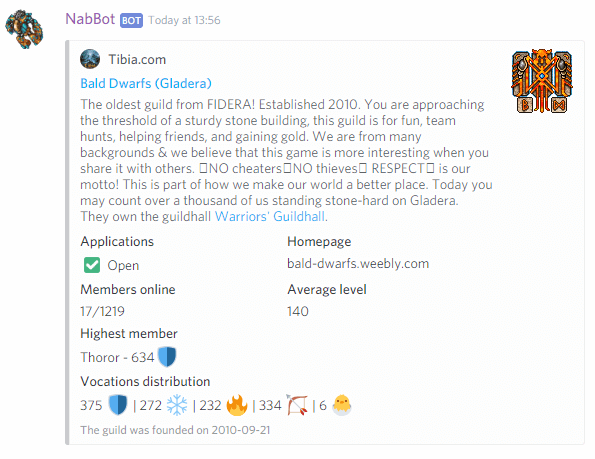 NabBot BOT Today at 13:56
Tibia.com
Bald Dwarfs (Gladera)
The oldest guild from FIDERA! Established 2010. You are approaching
the threshold of a sturdy stone building, this guild is for fun, team
hunts, helping friends, and gaining gold. We are from many
backgrounds & we believe that this game is more interesting when you
share it with others. ▯NO cheaters▯NO thieves▯ RESPECT▯ is our
motto! This is part of how we make our world a better place. Today you
may count over a thousand of us standing stone-hard on Gladera.
They own the guildhall Warriors' Guildhall.
Applications Homepage
Open bald-dwarfs.weebly.com
Members online Average level
17/1219 140
Highest member
Thoror - 634
Vocations distribution
375 | 272 | 232 | 334 | 6
The guild was founded on 2010-09-21